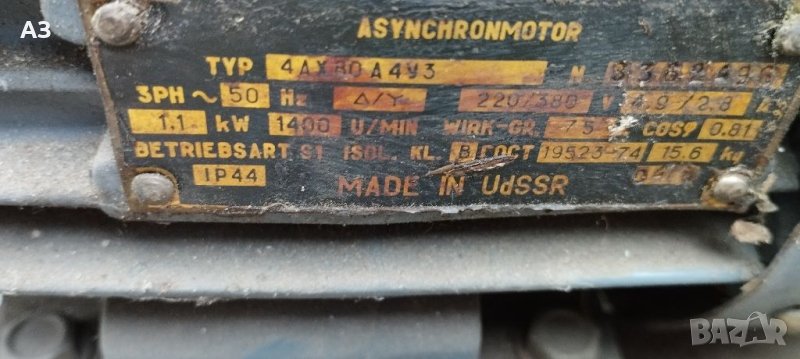 A3
ASYNCHRONMOTOR
TYP 4AX80A4У3 N
3PH ~ 50 Hz Δ/Y 220/380 V 4.9/2.8
1.1 kW 1400 U/MIN WIRK-GR. 75 COSφ 0.81
BETRIEBSART S1 ISOL. KL. B ГОСТ 19523-74 15.6 kg
IP44 MADE IN UdSSR
BAZAR